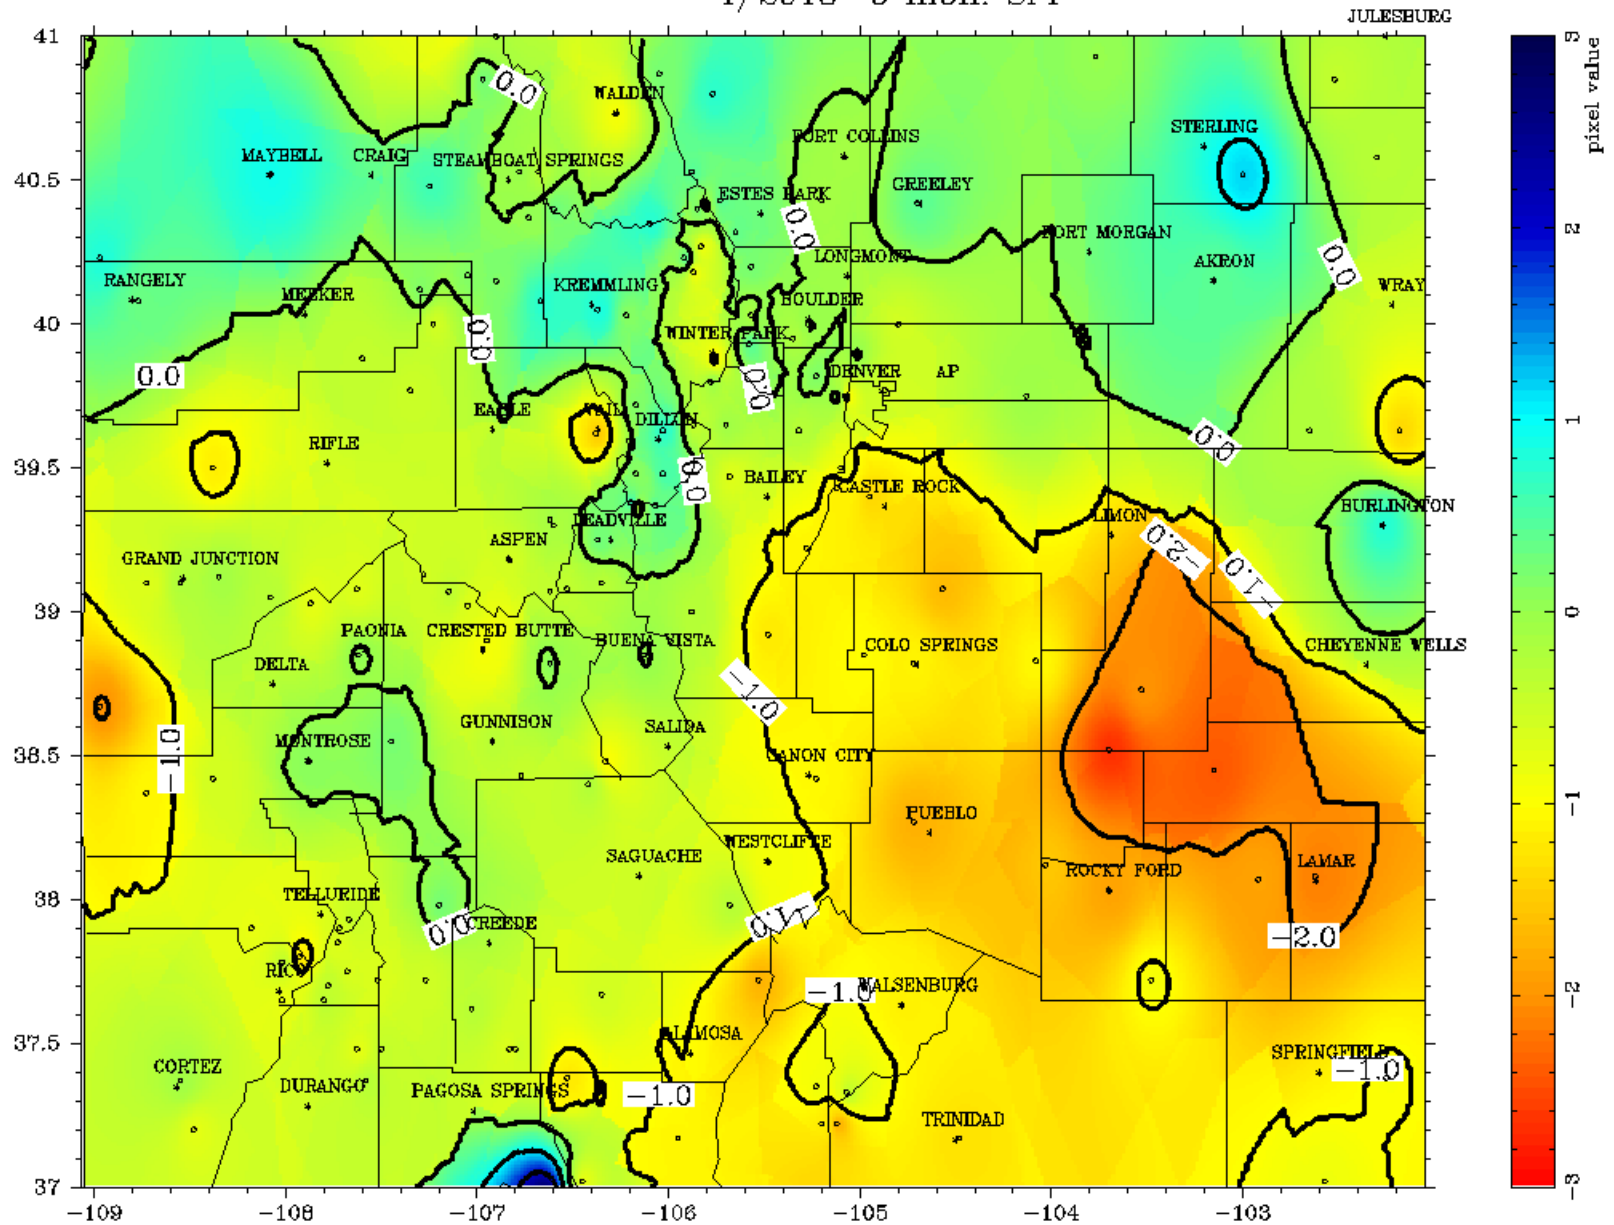 JULESBURG
41
WALDEN
0.0
STERLING
FORT COLLINS
MAYBELL
CRAIG
STEAMBOAT SPRINGS
40.5
ESTES PARK
GREELEY
0.0
FORT MORGAN
LONGMONT
AKRON
0.0
RANGELY
MEEKER
KREMMLING
BOULDER
WRAY
40
WINTER PARK
0.0
0.0
0.0
DENVER
AP
EAGLE
VAIL
DILLON
RIFLE
0.0
39.5
0.0
BAILEY
CASTLE ROCK
BURLINGTON
LEADVILLE
LIMON
ASPEN
−2.0
GRAND JUNCTION
−1.0
39
PAONIA
CRESTED BUTTE
BUENA VISTA
COLO SPRINGS
CHEYENNE WELLS
DELTA
−1.0
GUNNISON
SALIDA
MONTROSE
−1.0
CANON CITY
38.5
PUEBLO
WESTCLIFFE
SAGUACHE
LAMAR
ROCKY FORD
38
TELLURIDE
−1.0
0.0
CREEDE
−2.0
RICO
−1.0
WALSENBURG
ALAMOSA
37.5
SPRINGFIELD
CORTEZ
−1.0
DURANGO
PAGOSA SPRINGS
−1.0
TRINIDAD
37
−109
−108
−107
−106
−105
−104
−103
3
2
1
0
−1
−2
−3
pixel value